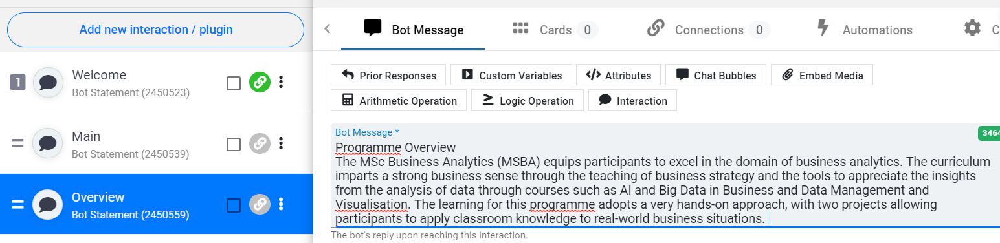 Add new interaction / plugin
1
Welcome
Bot Statement (2450523)
Main
Bot Statement (2450539)
Overview
Bot Statement (2450559)
Bot Message
Cards 0
Connections 0
Automations
C
Prior Responses
Custom Variables
Attributes
Chat Bubbles
Embed Media
Arithmetic Operation
Logic Operation
Interaction
Bot Message *
3464
Programme Overview
The MSc Business Analytics (MSBA) equips participants to excel in the domain of business analytics. The curriculum
imparts a strong business sense through the teaching of business strategy and the tools to appreciate the insights
from the analysis of data through courses such as AI and Big Data in Business and Data Management and
Visualisation. The learning for this programme adopts a very hands-on approach, with two projects allowing
participants to apply classroom knowledge to real-world business situations.
The bot's reply upon reaching this interaction.